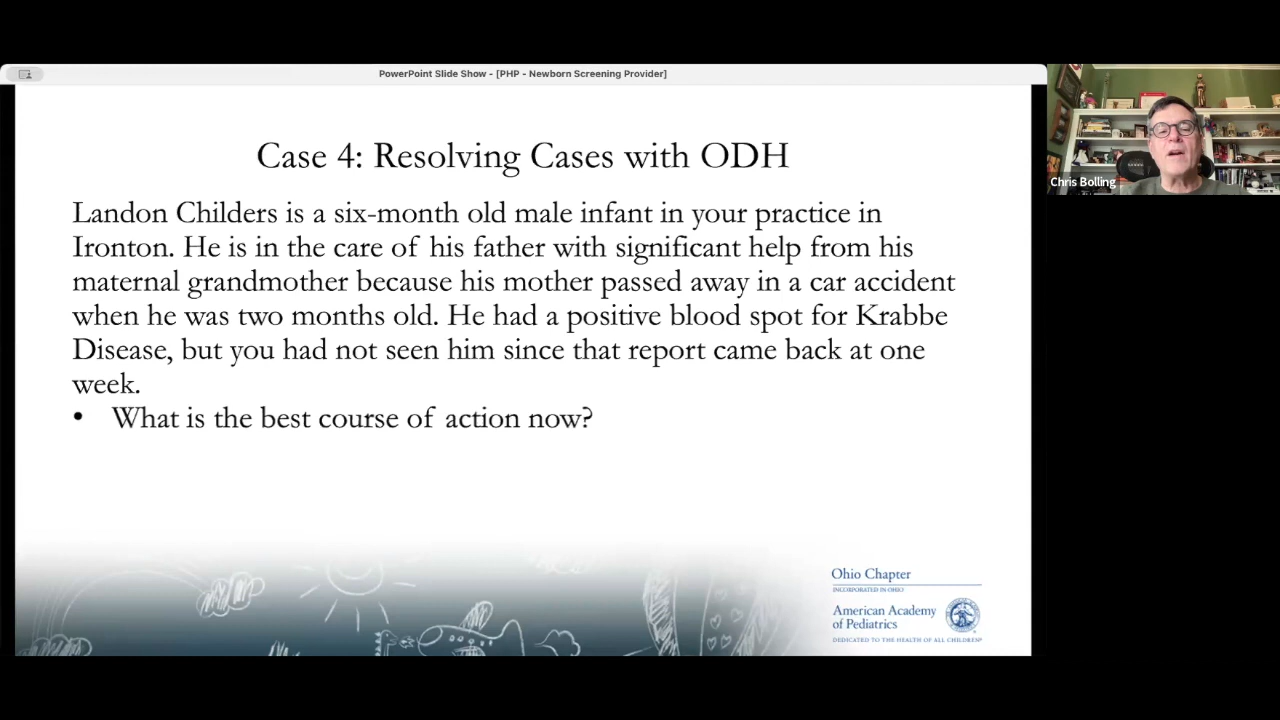 PowerPoint Slide Show - [PHP - Newborn Screening Provider]
Case 4: Resolving Cases with ODH
Landon Childers is a six-month old male infant in your practice in
Ironton. He is in the care of his father with significant help from his
maternal grandmother because his mother passed away in a car accident
when he was two months old. He had a positive blood spot for Krabbe
Disease, but you had not seen him since that report came back at one
week.
• What is the best course of action now?
Chris Bolling
Ohio Chapter
INCORPORATED IN OHIO
American Academy
of Pediatrics
DEDICATED TO THE HEALTH OF ALL CHILDREN®